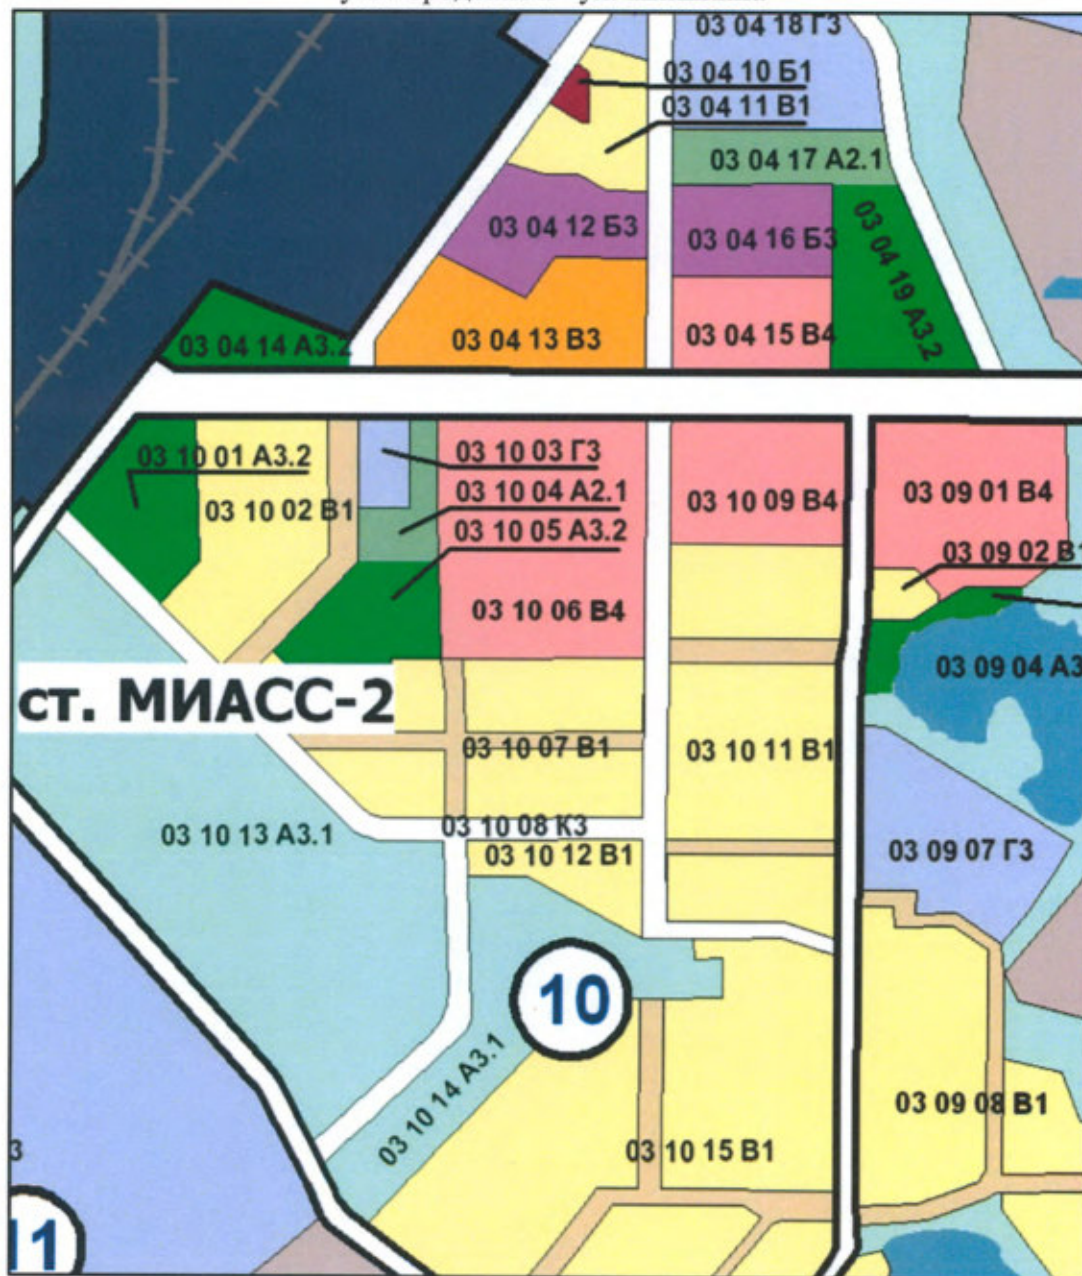 03 04 18 Г3
03 04 10 Б1
03 04 11 В1
03 04 17 А2.1
03 04 12 Б3
03 04 16 Б3
03 04 19 А3.2
03 04 14 А3.2
03 04 13 В3
03 04 15 В4
03 10 01 А3.2
03 10 03 Г3
03 10 02 В1
03 10 04 А2.1
03 10 09 В4
03 09 01 В4
03 10 05 А3.2
03 09 02 В1
03 10 06 В4
03 09 04 А3
ст. МИАСС-2
03 10 07 В1
03 10 11 В1
03 10 13 А3.1
03 10 08 К3
03 10 12 В1
03 09 07 Г3
10
03 10 14 А3.1
03 09 08 В1
3
03 10 15 В1
11